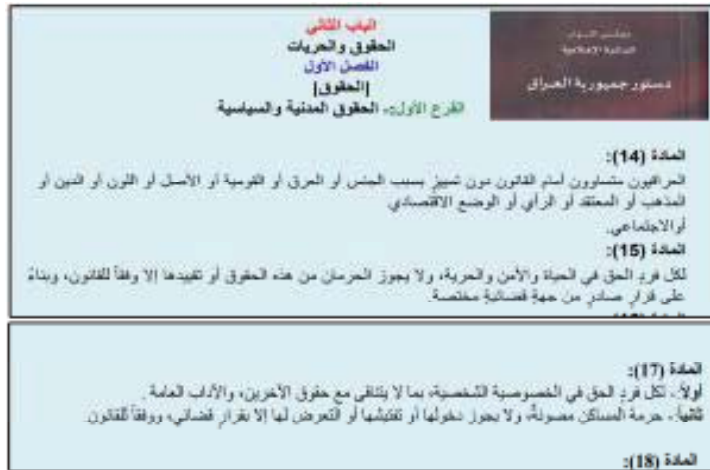 الباب الثاني
الحقوق والحريات
الفصل الأول
[الحقوق]
الفرع الأول:- الحقوق المدنية والسياسية
دستور جمهورية العراق
المادة (14):
العراقيون متساوون أمام القانون دون تمييز بسبب الجنس أو العرق أو القومية أو الأصل أو اللون أو الدين أو
المذهب أو المعتقد أو الرأي أو الوضع الاقتصادي
أوالاجتماعي.
المادة (15):
لكل فرد الحق في الحياة والأمن والحرية، ولا يجوز الحرمان من هذه الحقوق أو تقييدها إلا وفقاً للقانون، وبناءً
على قرارٍ صادرٍ من جهةٍ قضائيةٍ مختصة.
المادة (17):
أولاً:- لكل فرد الحق في الخصوصية الشخصية، بما لا يتنافى مع حقوق الآخرين، والآداب العامة.
ثانياً:- حرمة المساكن مصونةٌ، ولا يجوز دخولها أو تفتيشها أو التعرض لها إلا بقرارٍ قضائي، ووفقاً للقانون.
المادة (18):